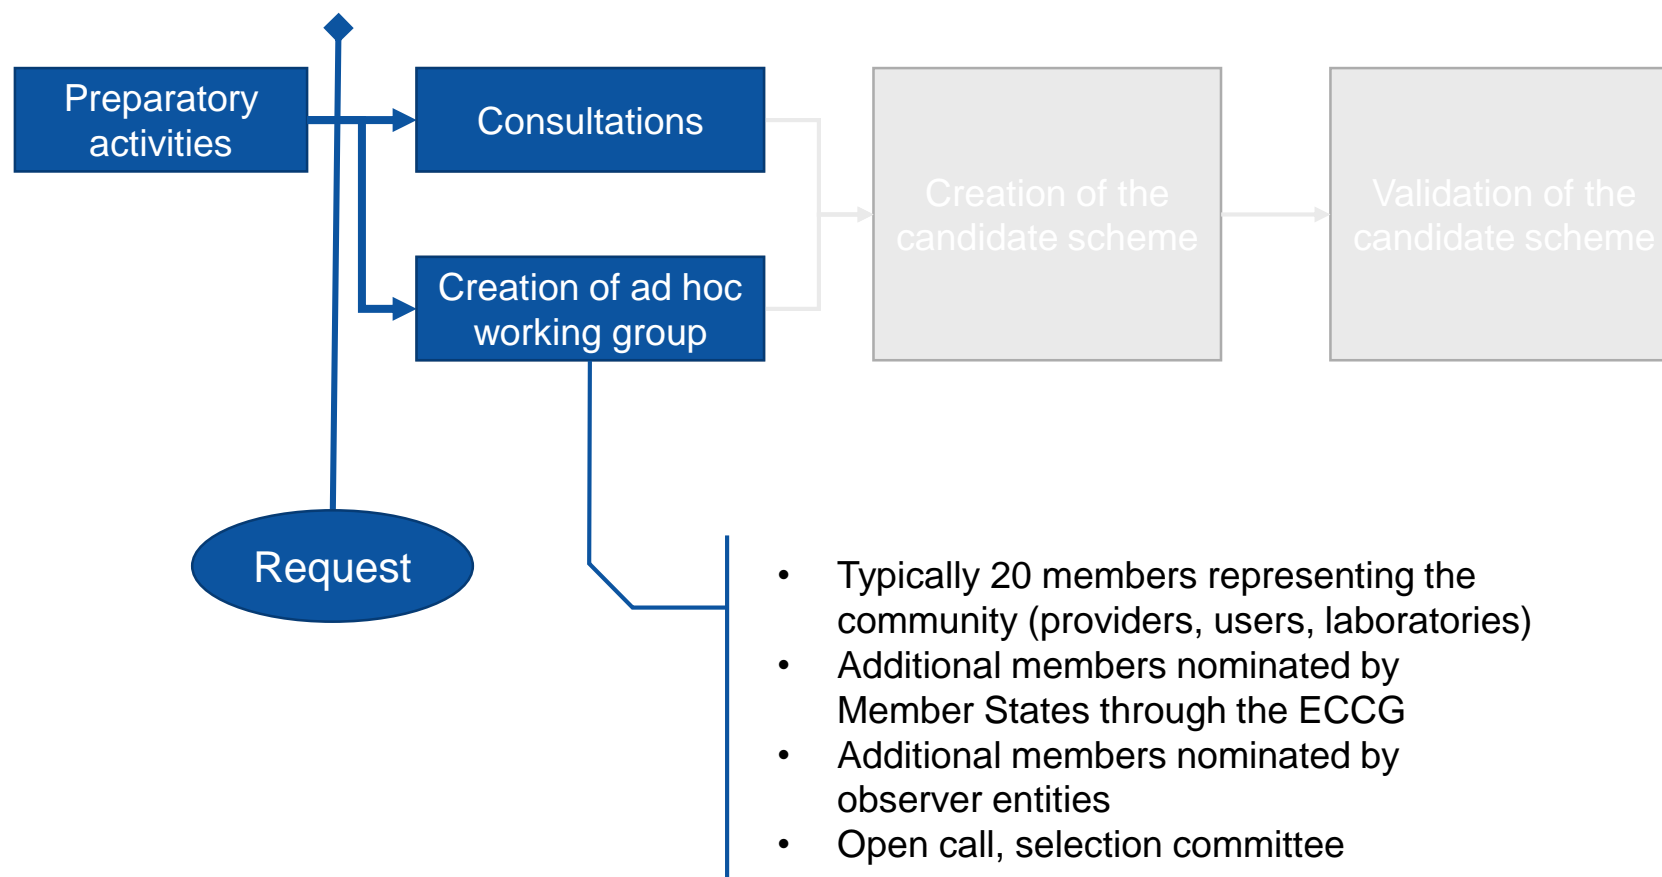 Preparatory
activities
Consultations
Creation of ad hoc
working group
Creation of the
candidate scheme
Validation of the
candidate scheme
Request
• Typically 20 members representing the
community (providers, users, laboratories)
• Additional members nominated by
Member States through the ECCG
• Additional members nominated by
observer entities
• Open call, selection committee